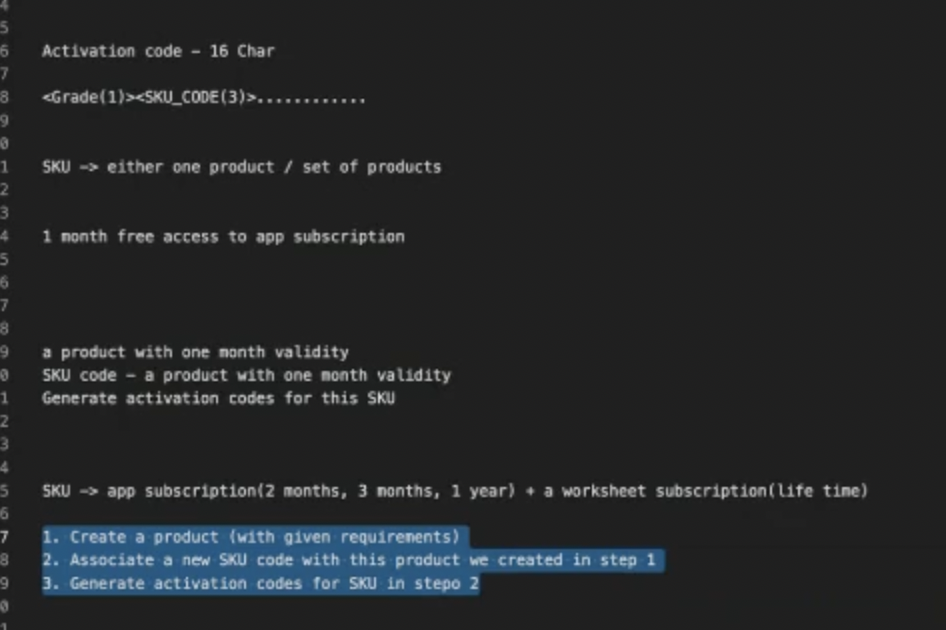 4
5
6 Activation code - 16 Char
7
8 <Grade(1)><SKU_CODE(3)>............
9
0
1 SKU -> either one product / set of products
2
3
4 1 month free access to app subscription
5
6
7
8
9 a product with one month validity
0 SKU code - a product with one month validity
1 Generate activation codes for this SKU
2
3
4
5 SKU -> app subscription(2 months, 3 months, 1 year) + a worksheet subscription(life time)
6
7 1. Create a product (with given requirements)
8 2. Associate a new SKU code with this product we created in step 1
9 3. Generate activation codes for SKU in stepo 2
0
1